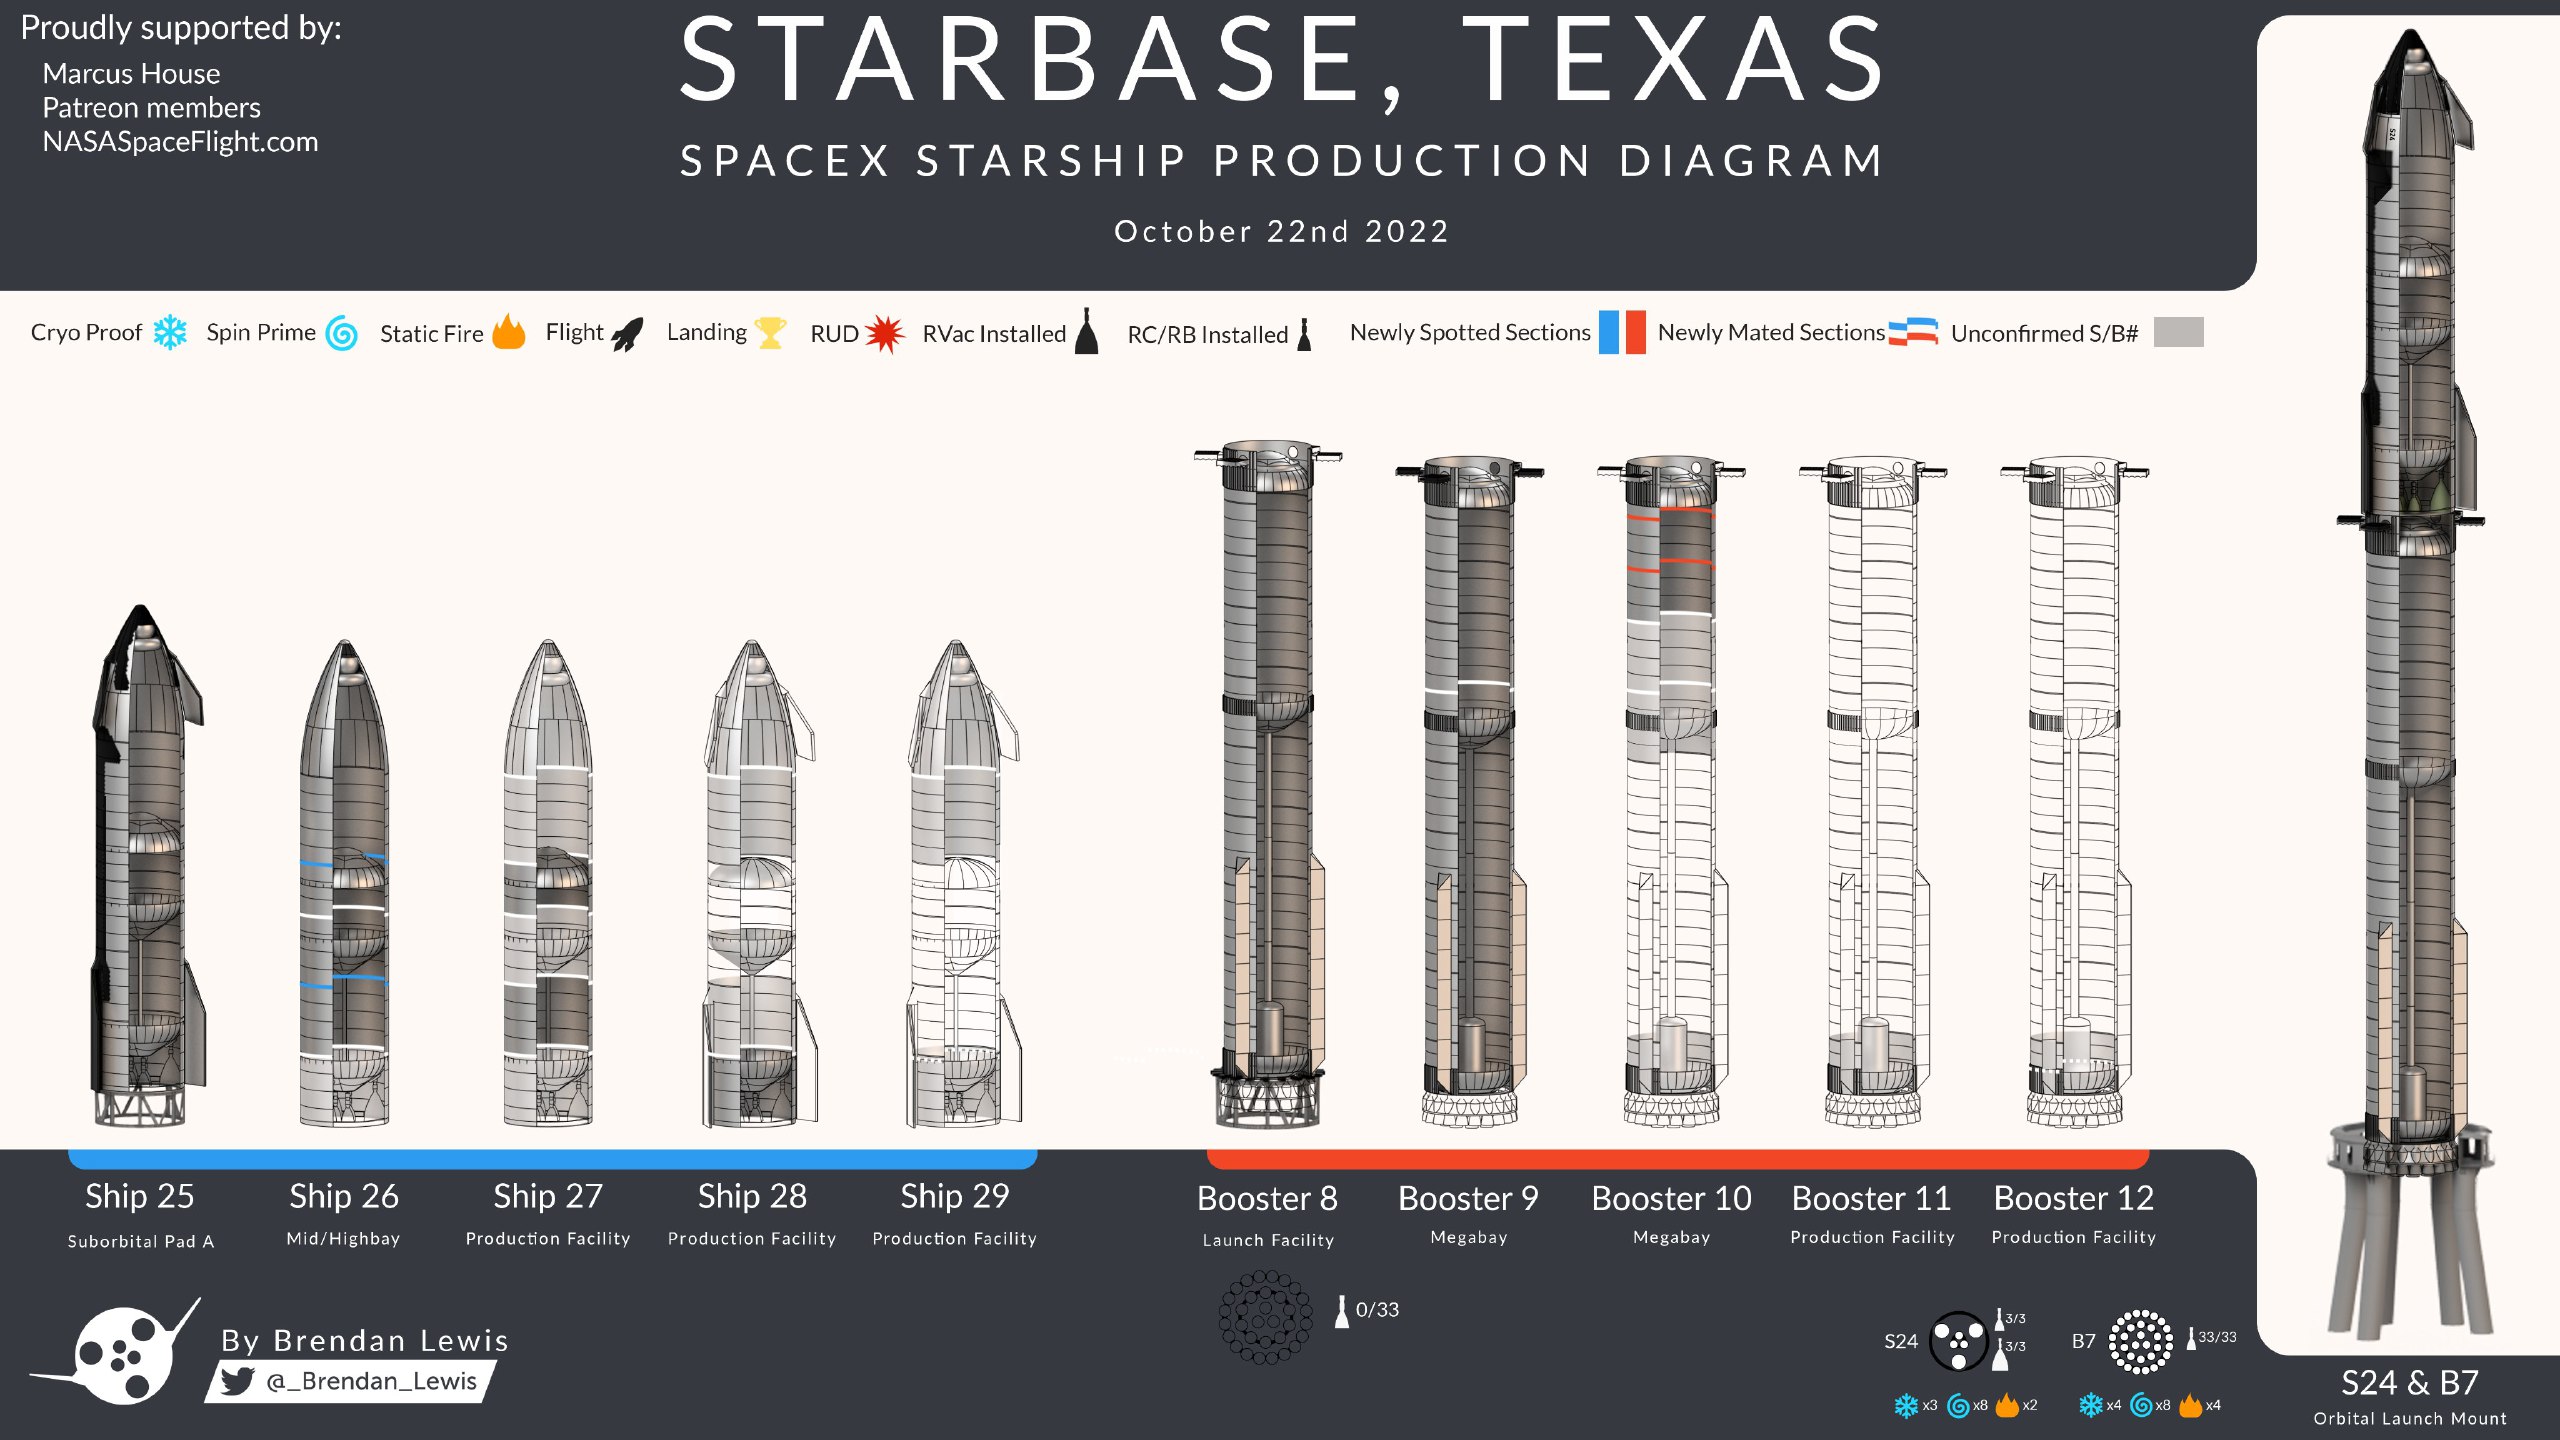 Proudly supported by:
Marcus House
Patreon members
NASASpaceFlight.com
STARBASE, TEXAS
SPACEX STARSHIP PRODUCTION DIAGRAM
October 22nd 2022
Cryo Proof Spin Prime Static Fire Flight Landing RUD RVac Installed RC/RB Installed Newly Spotted Sections Newly Mated Sections Unconfirmed S/B#
S24
Ship 25
Suborbital Pad A
Ship 26
Mid/Highbay
Ship 27
Production Facility
Ship 28
Production Facility
Ship 29
Production Facility
Booster 8
Launch Facility
0/33
Booster 9
Megabay
Booster 10
Megabay
Booster 11
Production Facility
Booster 12
Production Facility
By Brendan Lewis
@_Brendan_Lewis
S24
3/3
3/3
x3 x8 x2
B7
33/33
x4 x8 x4
S24 & B7
Orbital Launch Mount